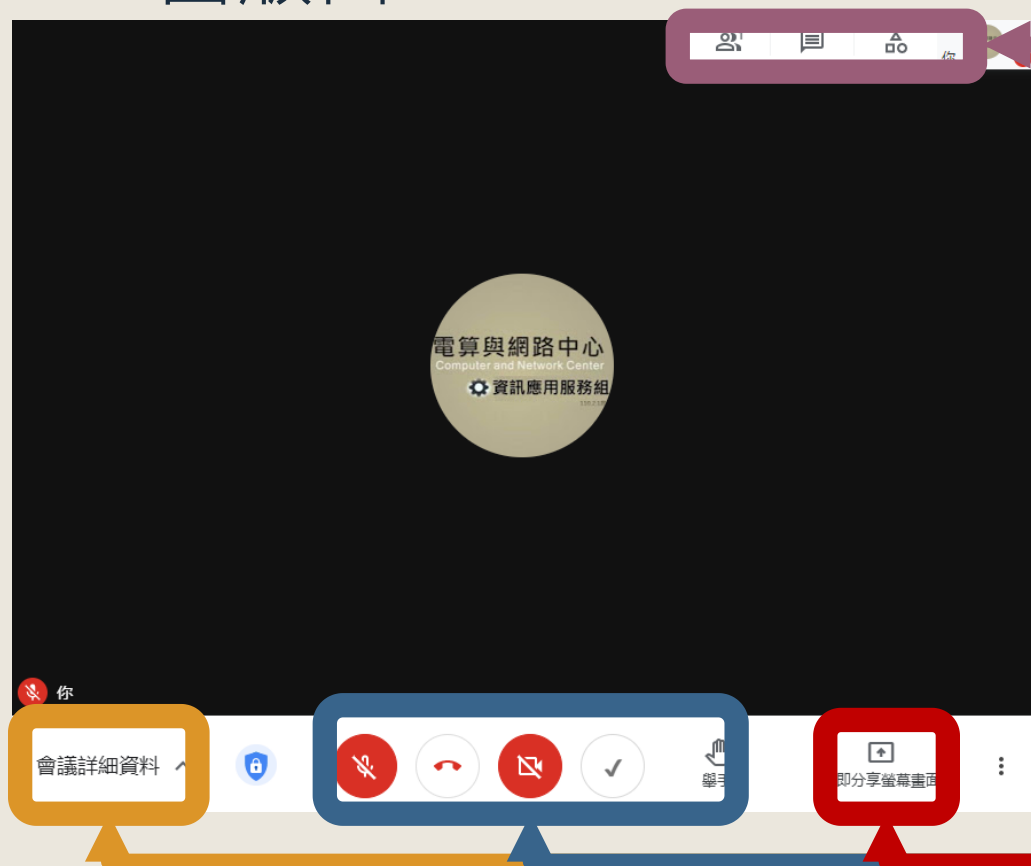 你
電算與網路中心
Computer and Network Center
資訊應用服務組
你
會議詳細資料
舉手
即分享螢幕畫面